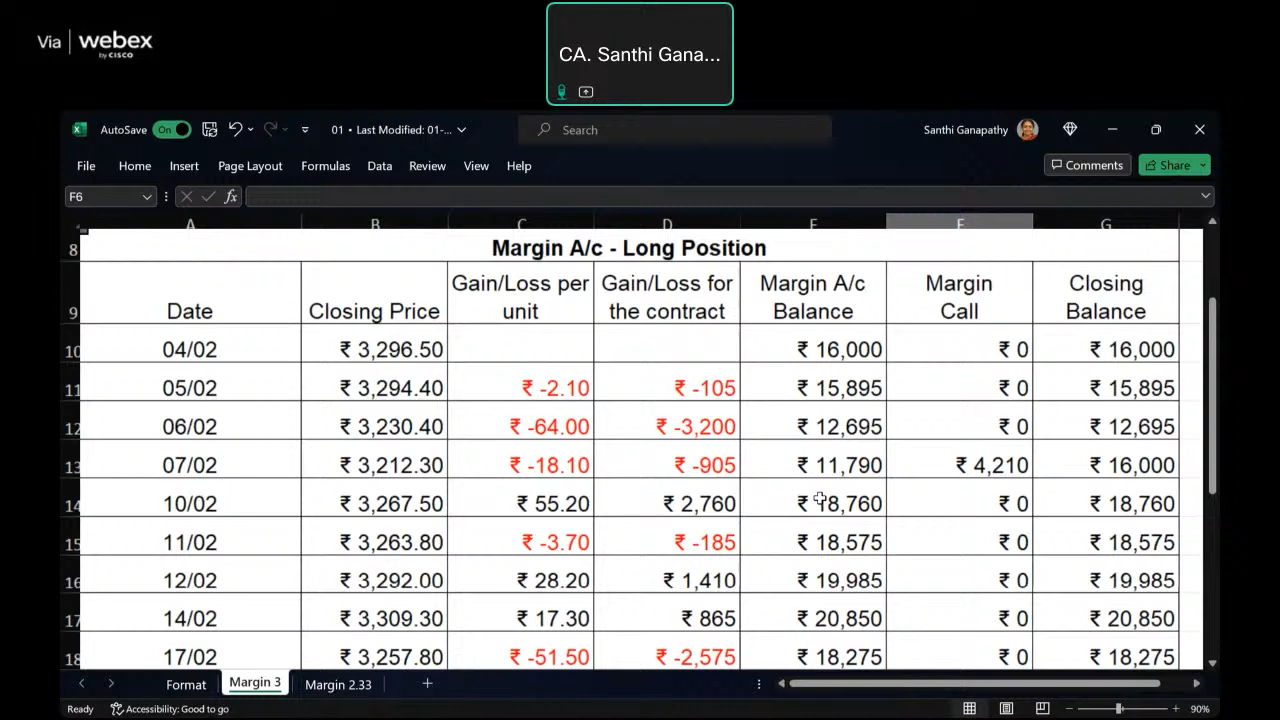 Via webex
by CISCO
CA. Santhi Gana...
AutoSave On 01 • Last Modified: 01-... Search Santhi Ganapathy
File Home Insert Page Layout Formulas Data Review View Help Comments Share
F6 fx
A B C D E F G
8 Margin A/c - Long Position
Gain/Loss per Gain/Loss for Margin A/c Margin Closing
9 Date Closing Price unit the contract Balance Call Balance
10 04/02 ₹ 3,296.50 ₹ 16,000 ₹ 0 ₹ 16,000
11 05/02 ₹ 3,294.40 ₹ -2.10 ₹ -105 ₹ 15,895 ₹ 0 ₹ 15,895
12 06/02 ₹ 3,230.40 ₹ -64.00 ₹ -3,200 ₹ 12,695 ₹ 0 ₹ 12,695
13 07/02 ₹ 3,212.30 ₹ -18.10 ₹ -905 ₹ 11,790 ₹ 4,210 ₹ 16,000
14 10/02 ₹ 3,267.50 ₹ 55.20 ₹ 2,760 ₹ 18,760 ₹ 0 ₹ 18,760
15 11/02 ₹ 3,263.80 ₹ -3.70 ₹ -185 ₹ 18,575 ₹ 0 ₹ 18,575
16 12/02 ₹ 3,292.00 ₹ 28.20 ₹ 1,410 ₹ 19,985 ₹ 0 ₹ 19,985
17 14/02 ₹ 3,309.30 ₹ 17.30 ₹ 865 ₹ 20,850 ₹ 0 ₹ 20,850
18 17/02 ₹ 3,257.80 ₹ -51.50 ₹ -2,575 ₹ 18,275 ₹ 0 ₹ 18,275
Format Margin 3 Margin 2.33
Ready Accessibility: Good to go 90%